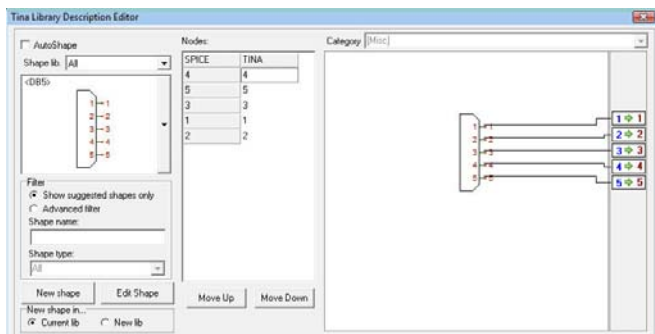 Tina Library Description Editor
AutoShape
Shape lib All
<DB5>
1 1
2 2
3 3
4 4
5 5
Filter
Show suggested shapes only
Advanced filter
Shape name:
Shape type:
All
New shape Edit Shape
New shape in...
Current lib New lib
Nodes:
SPICE TINA
4 4
5 5
3 3
1 1
2 2
Move Up Move Down
Category [Misc]
1 1
2 2
3 3
4 4
5 5
1 1
2 2
3 3
4 4
5 5